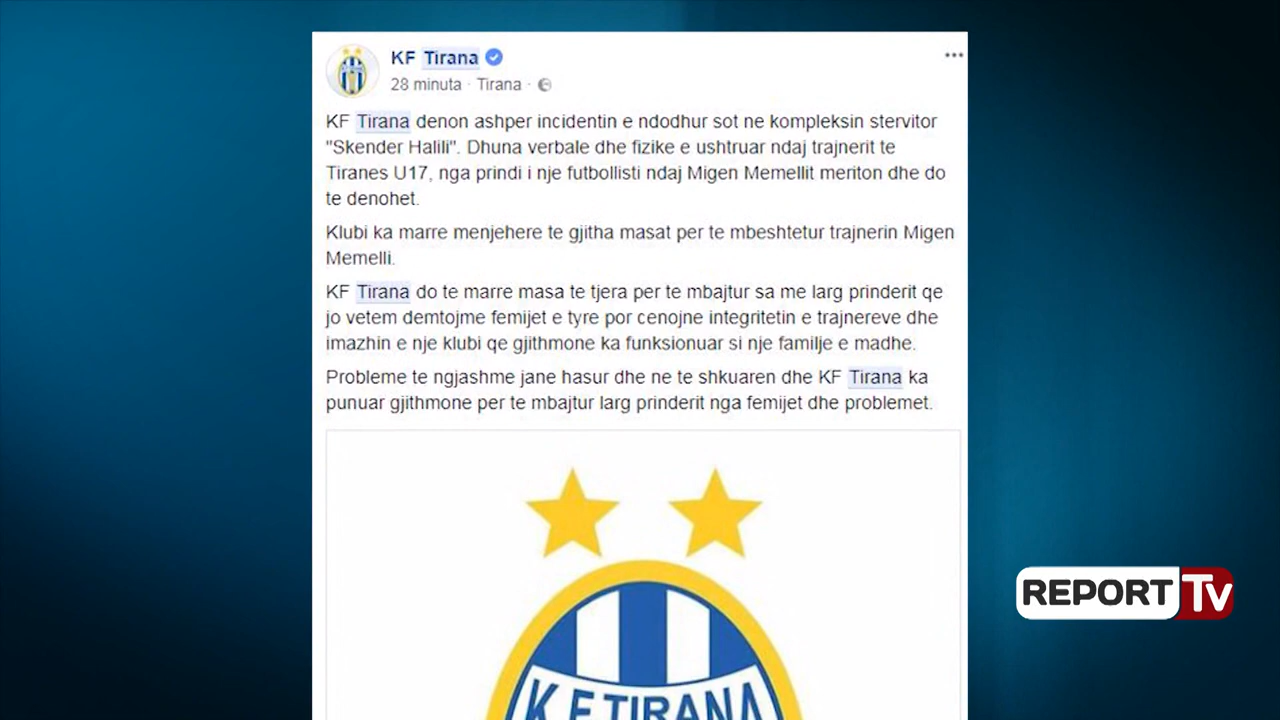 KF Tirana
28 minuta · Tirana ·
KF Tirana denon ashper incidentin e ndodhur sot ne kompleksin stervitor
"Skender Halili". Dhuna verbale dhe fizike e ushtruar ndaj trajnerit te
Tiranes U17, nga prindi i nje futbollisti ndaj Migen Memellit meriton dhe do
te denohet.
Klubi ka marre menjehere te gjitha masat per te mbeshtetur trajnerin Migen
Memelli.
KF Tirana do te marre masa te tjera per te mbajtur sa me larg prinderit qe
jo vetem demtojme femijet e tyre por cenojne integritetin e trajnereve dhe
imazhin e nje klubi qe gjithmone ka funksionuar si nje familje e madhe.
Probleme te ngjashme jane hasur dhe ne te shkuaren dhe KF Tirana ka
punuar gjithmone per te mbajtur larg prinderit nga femijet dhe problemet.
REPORT Tv
K F TIRANA